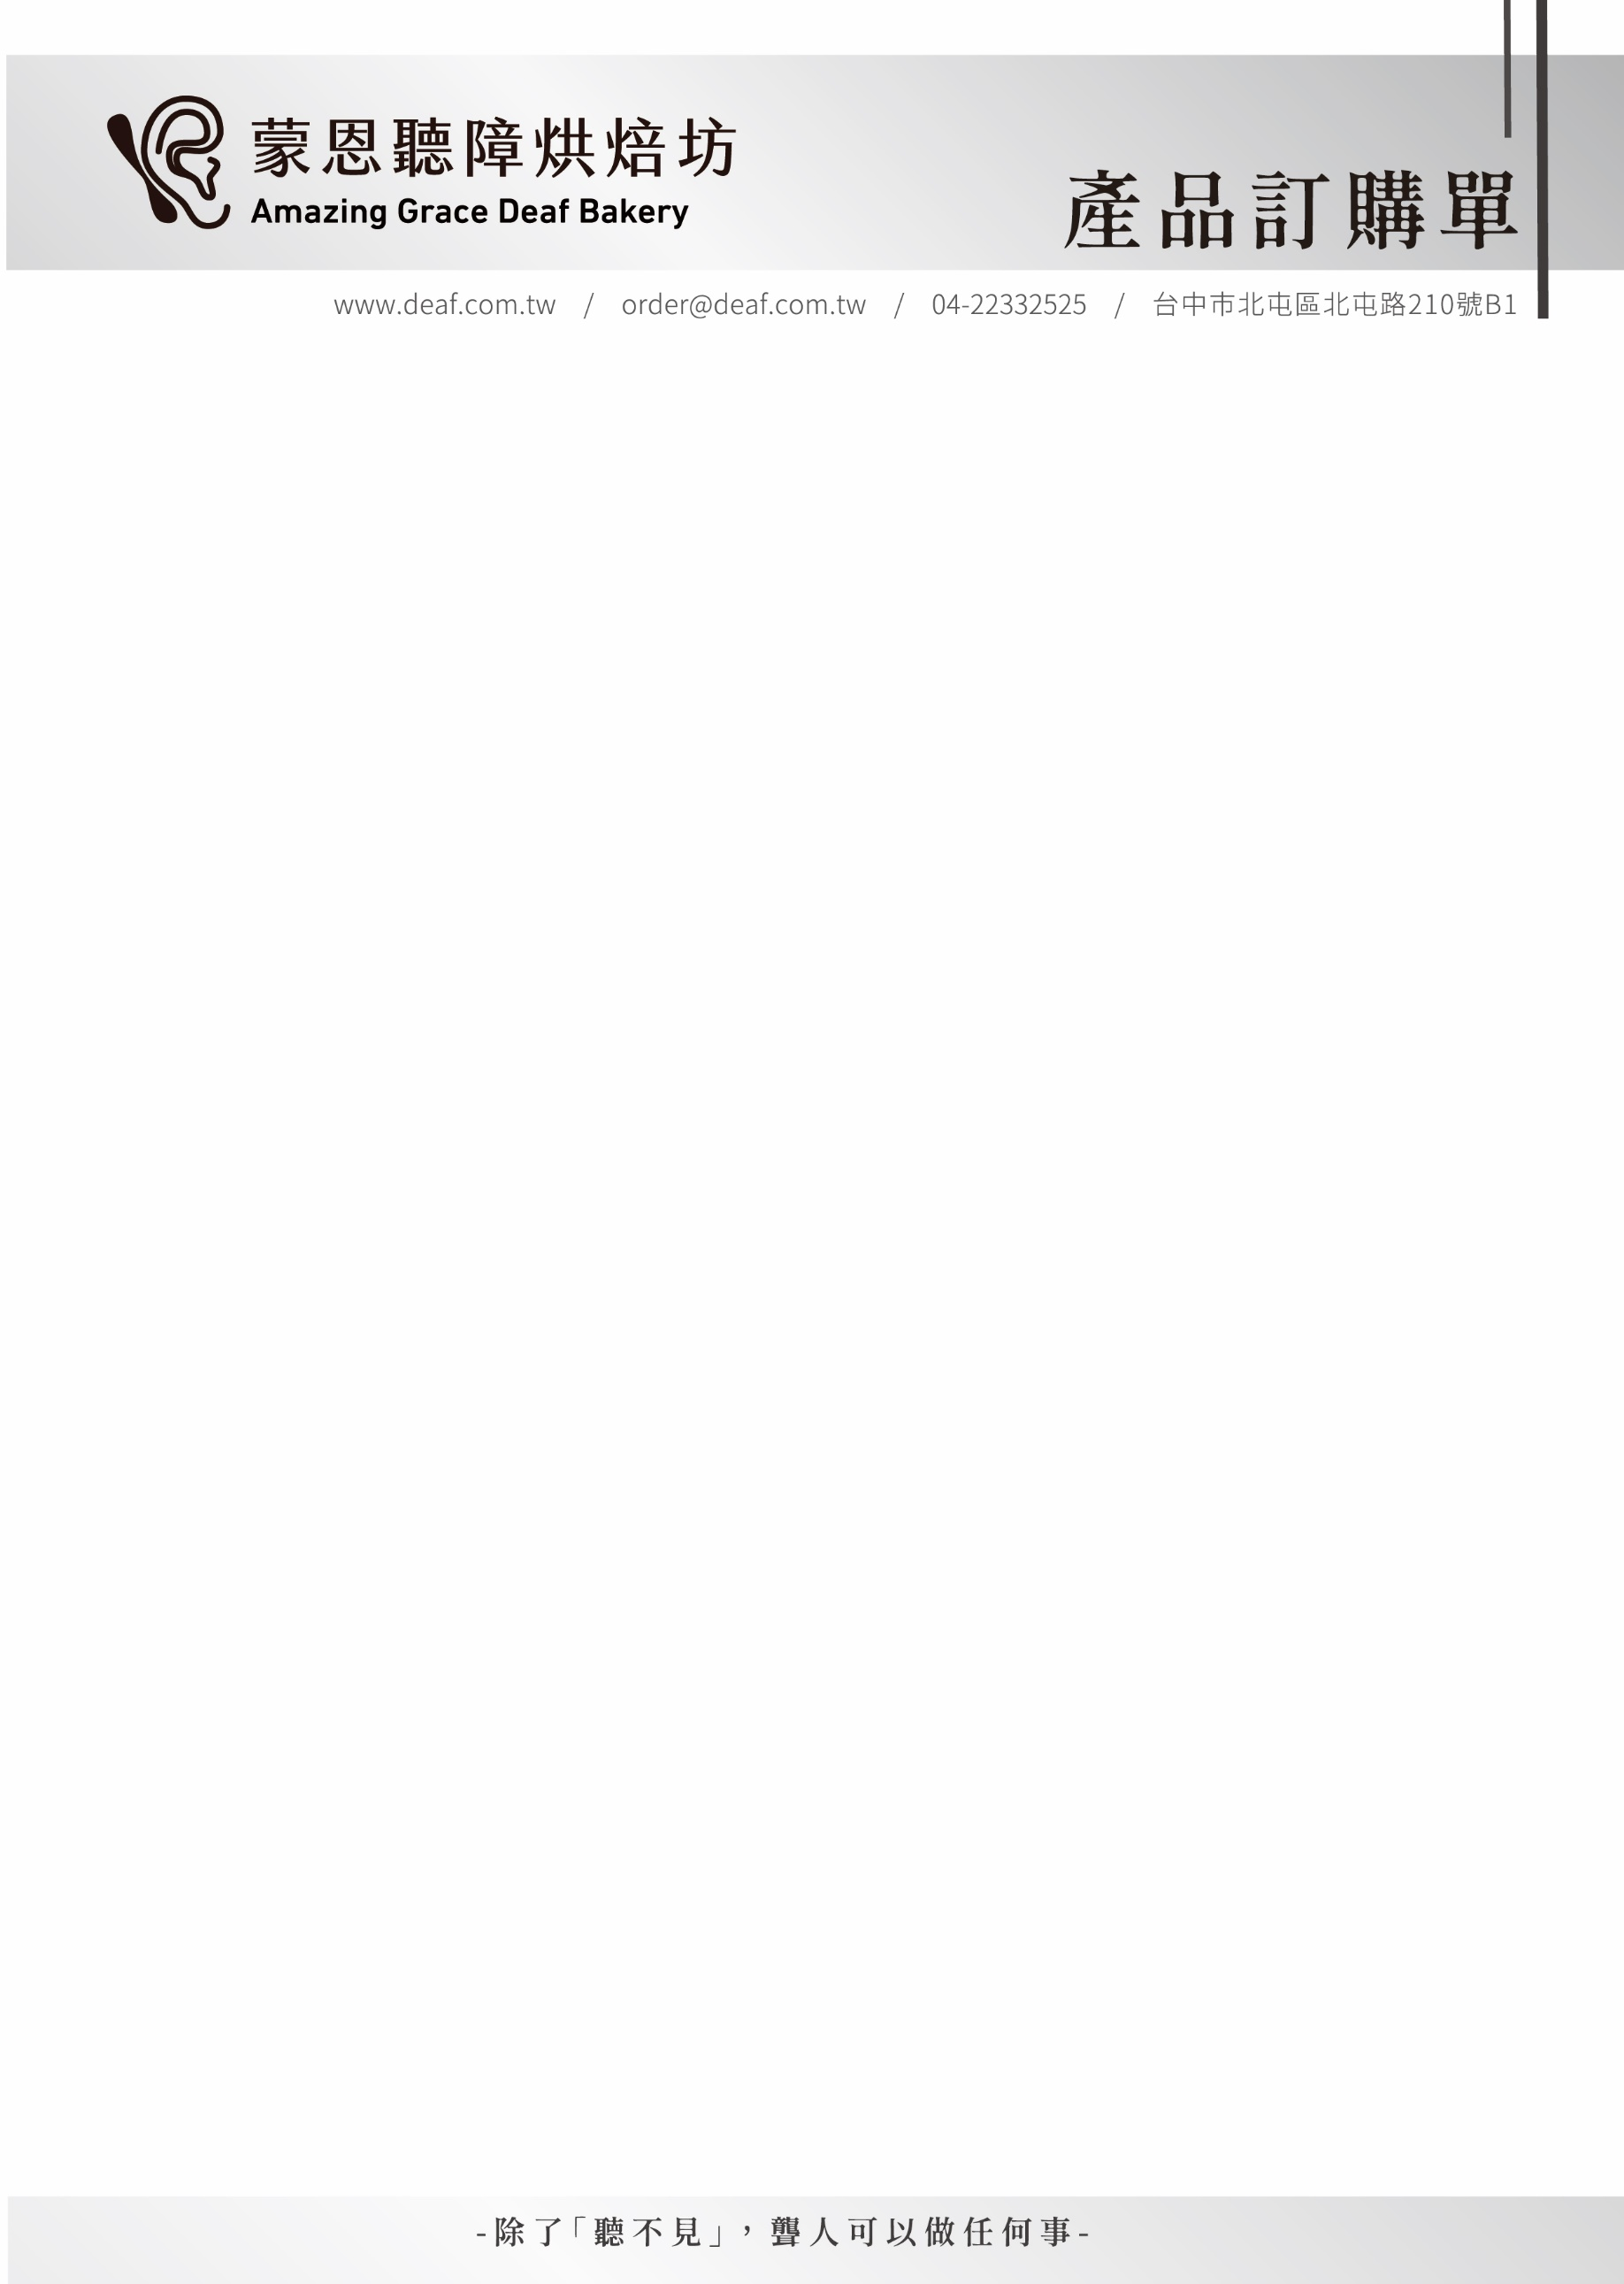 蒙恩聽障烘焙坊
Amazing Grace Deaf Bakery
產品訂購單
www.deaf.com.tw / order@deaf.com.tw / 04-22332525 / 台中市北屯區北屯路210號B1
-除了「聽不見」，聾人可以做任何事-